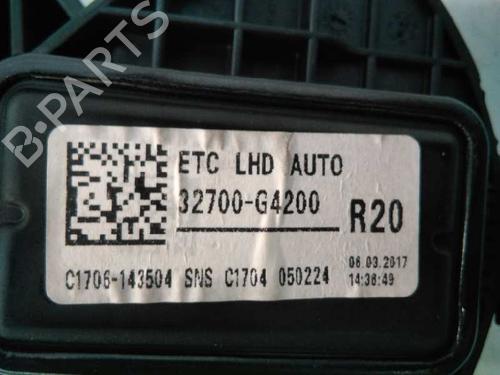 B-PARTS
ETC LHD AUTO
32700-G4200
R20
C1706-143504 SNS C1704 050224
06.03.2017
14:36:49